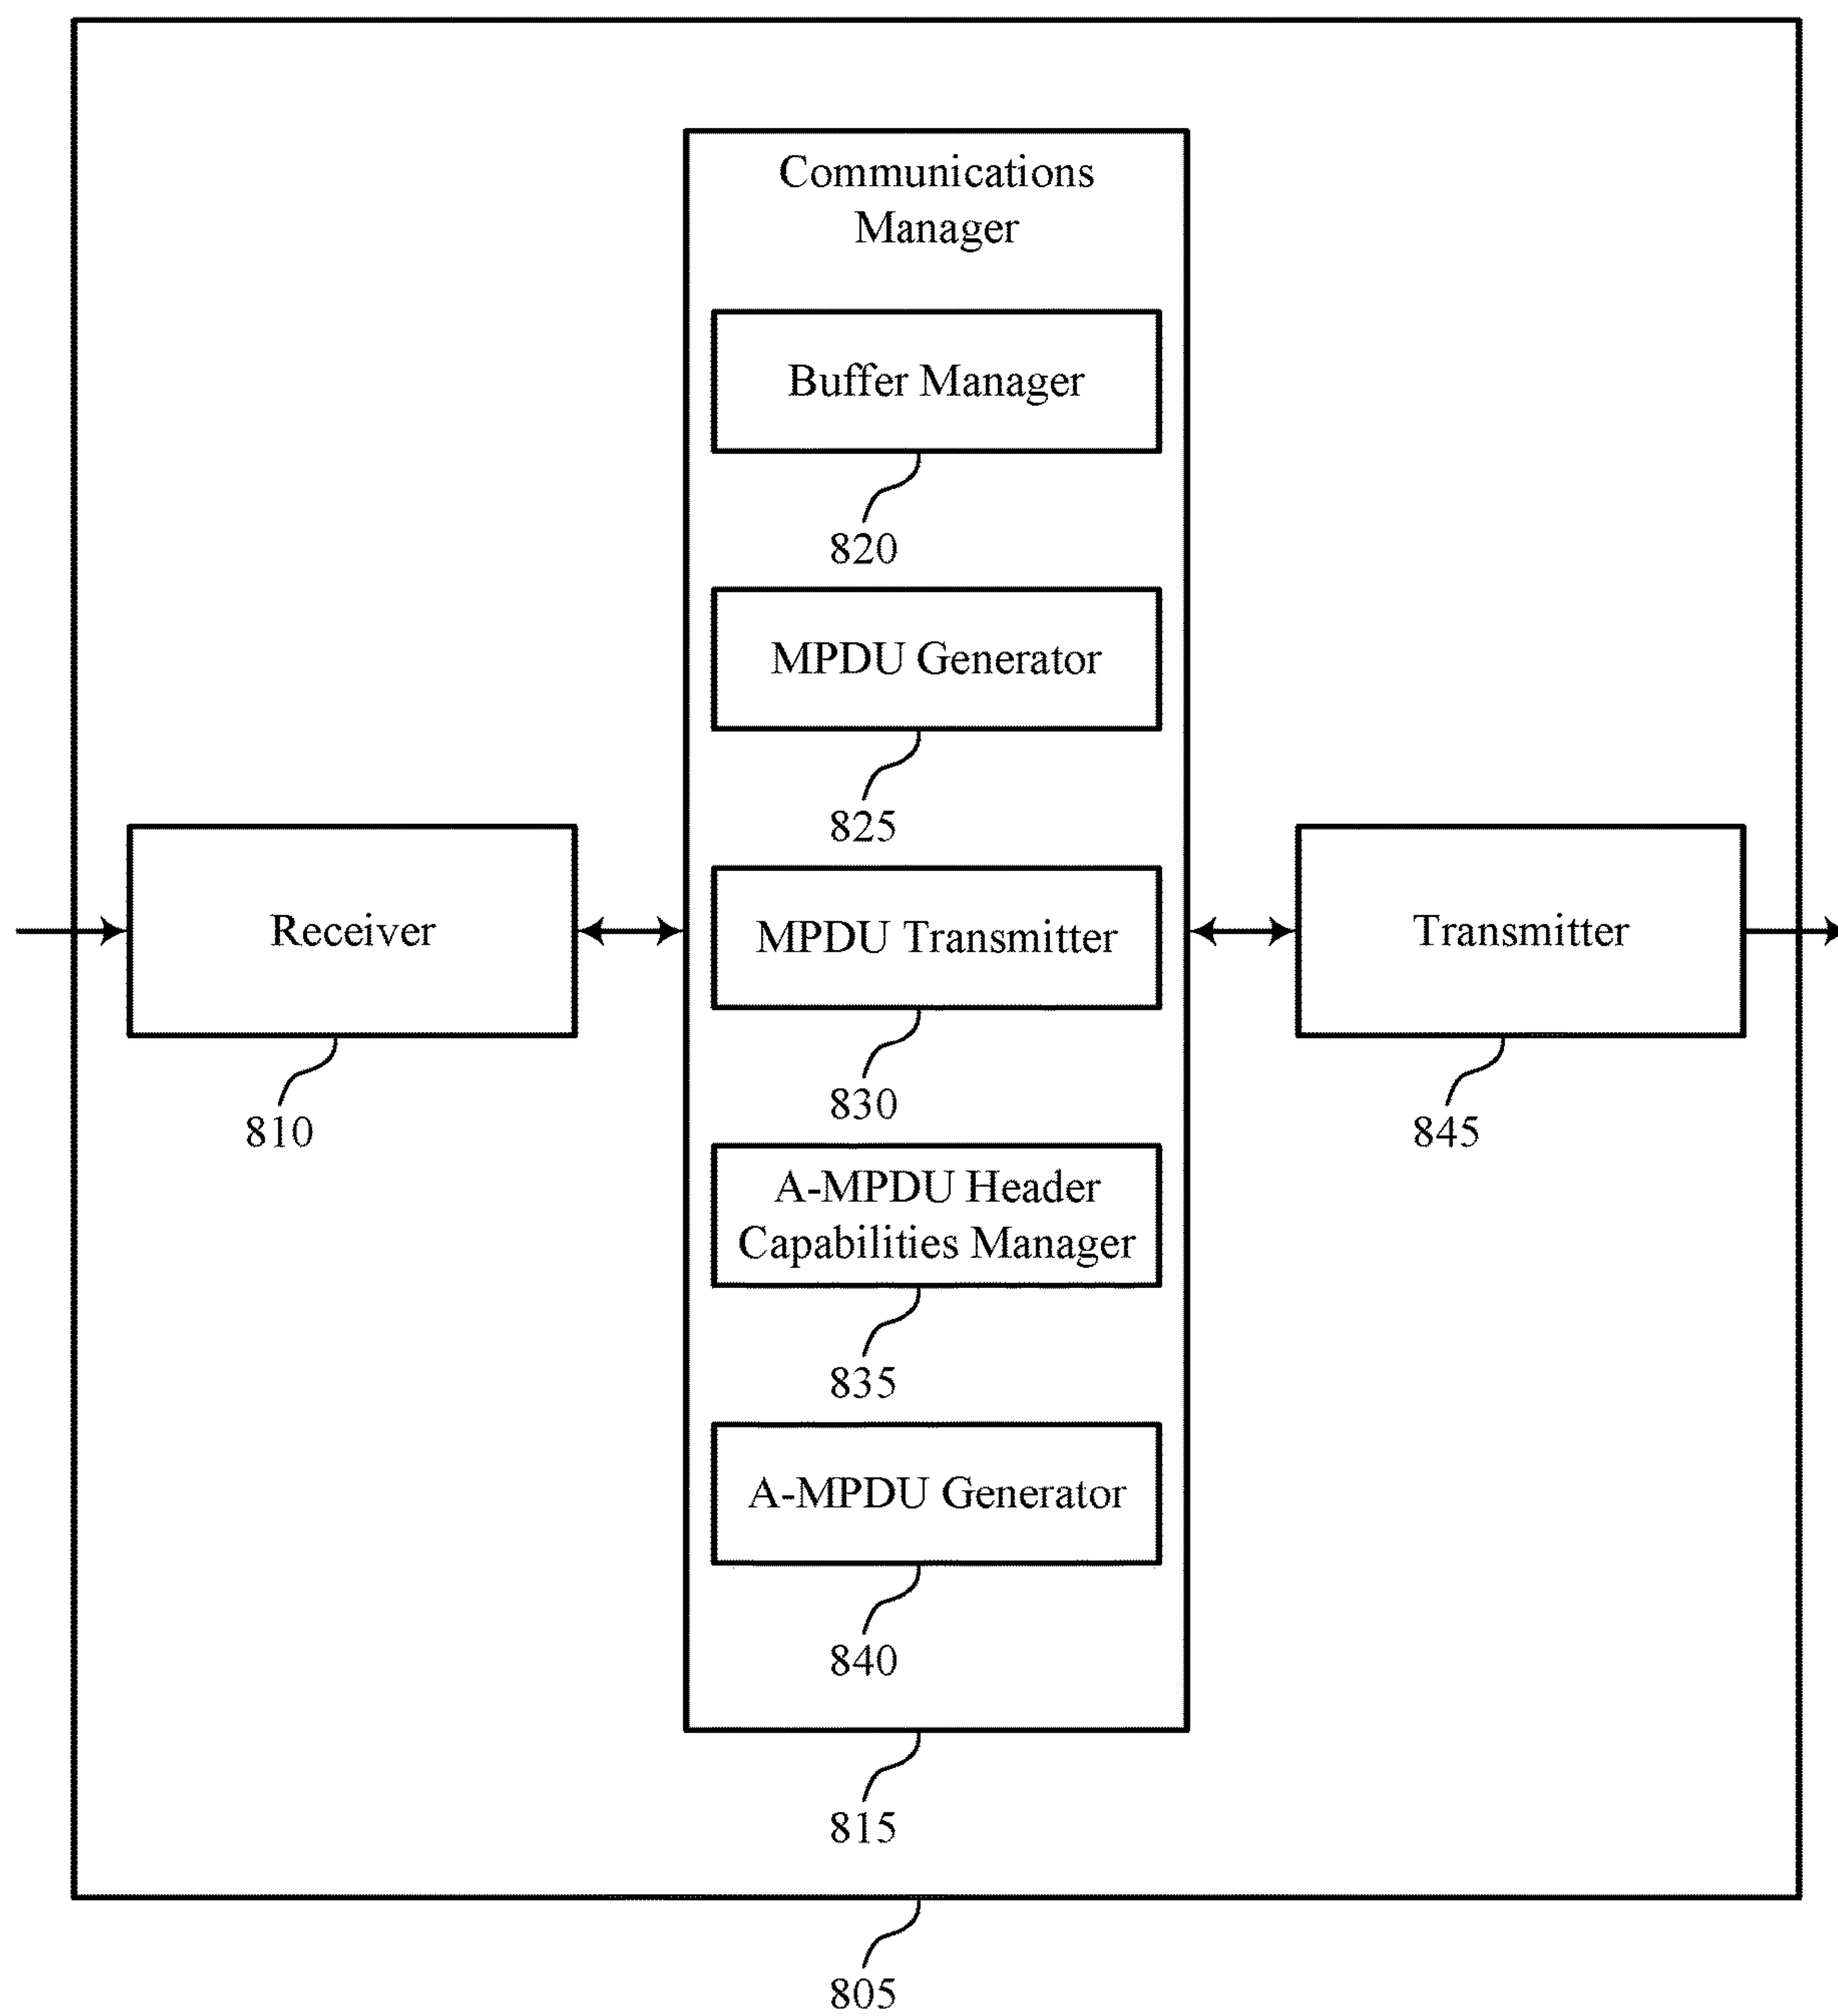 Communications
Manager
Buffer Manager
820
MPDU Generator
825
Receiver
810
MPDU Transmitter
830
Transmitter
845
A-MPDU Header
Capabilities Manager
835
A-MPDU Generator
840
815
805